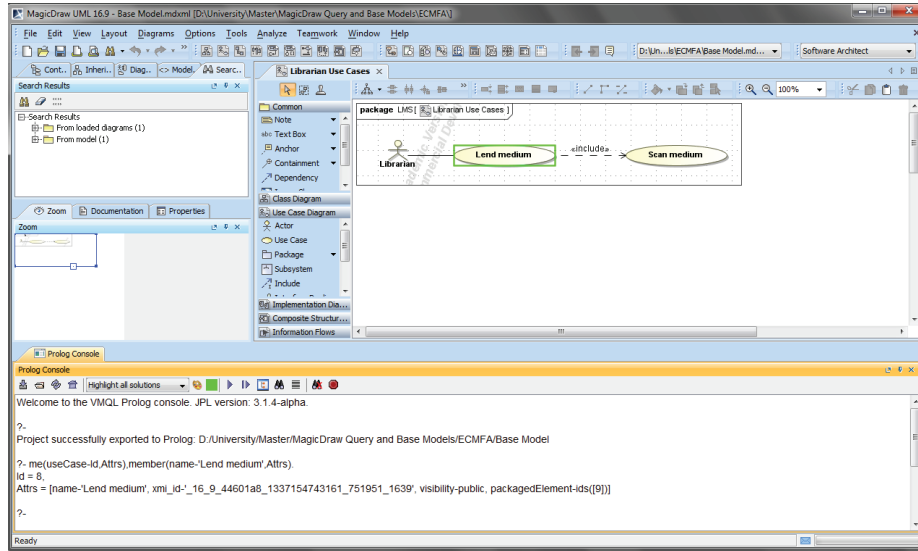 MagicDraw UML 16.9 - Base Model.mdxml [D:\University\Master\MagicDraw Query and Base Models\ECMFA\]
File Edit View Layout Diagrams Options Tools Analyze Teamwork Window Help
D:\Un...ls\ECMFA\Base Model.md... Software Architect
Cont.. Inheri.. Diag.. Model. Searc..
Librarian Use Cases
Search Results
100%
Search Results
From loaded diagrams (1)
From model (1)
Common
Note
abc Text Box
Anchor
Containment
Dependency
Class Diagram
Use Case Diagram
Actor
Use Case
Package
Subsystem
Include
Implementation Dia...
Composite Structur...
Information Flows
package LMS [ Librarian Use Cases ]
Librarian
Lend medium
«include»
Scan medium
Zoom Documentation Properties
Zoom
Prolog Console
Prolog Console
Highlight all solutions
Welcome to the VMQL Prolog console. JPL version: 3.1.4-alpha.
?-
Project successfully exported to Prolog: D:/University/Master/MagicDraw Query and Base Models/ECMFA/Base Model
?- me(useCase-Id,Attrs),member(name-'Lend medium',Attrs).
Id = 8,
Attrs = [name-'Lend medium', xmi_id-'_16_9_44601a8_1337154743161_751951_1639', visibility-public, packagedElement-ids([9])]
?-
Ready